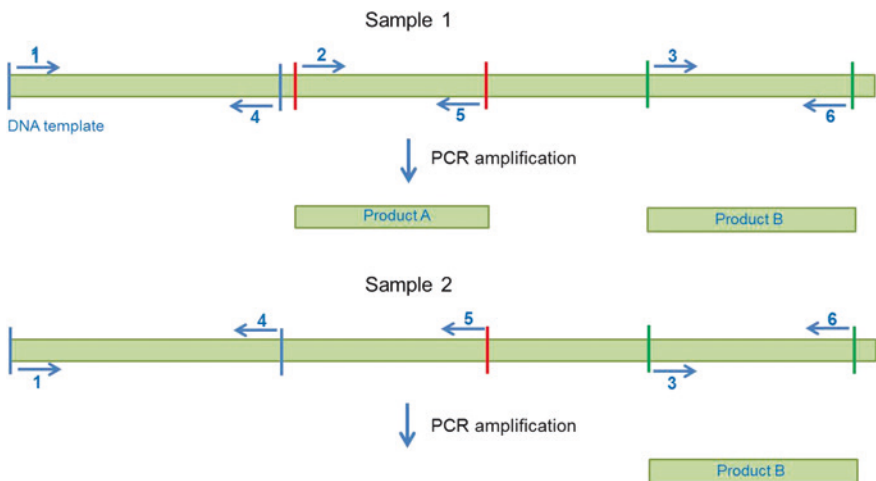 Sample 1
1 2 3
4 5 6
DNA template
PCR amplification
Product A Product B
Sample 2
4 5 6
1 3
PCR amplification
Product B